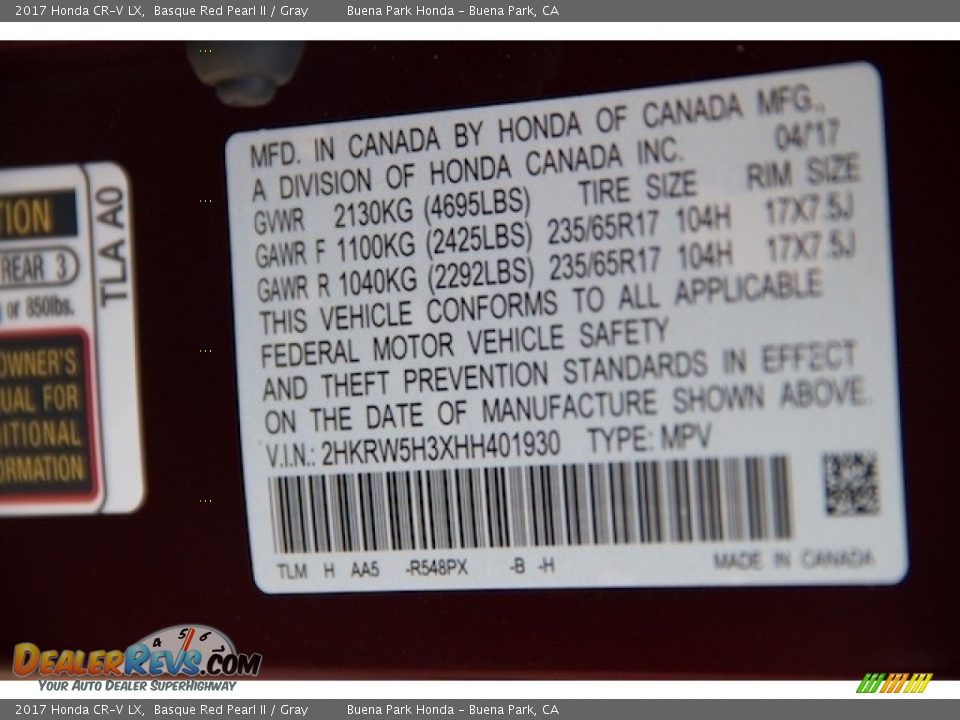 2017 Honda CR-V LX, Basque Red Pearl II / Gray Buena Park Honda - Buena Park, CA
MFD. IN CANADA BY HONDA OF CANADA MFG.,
A DIVISION OF HONDA CANADA INC. 04/17
GVWR 2130KG (4695LBS) TIRE SIZE RIM SIZE
GAWR F 1100KG (2425LBS) 235/65R17 104H 17X7.5J
GAWR R 1040KG (2292LBS) 235/65R17 104H 17X7.5J
THIS VEHICLE CONFORMS TO ALL APPLICABLE
FEDERAL MOTOR VEHICLE SAFETY
AND THEFT PREVENTION STANDARDS IN EFFECT
ON THE DATE OF MANUFACTURE SHOWN ABOVE.
V.I.N.: 2HKRW5H3XHH401930 TYPE: MPV
TLM H AA5 -R548PX -B -H MADE IN CANADA
TION
REAR 3
or 850lbs.
OWNER'S
UAL FOR
ITIONAL
ORMATION
TLA A0
4 5 6
DEALERREVS.COM
YOUR AUTO DEALER SUPERHIGHWAY
2017 Honda CR-V LX, Basque Red Pearl II / Gray Buena Park Honda - Buena Park, CA